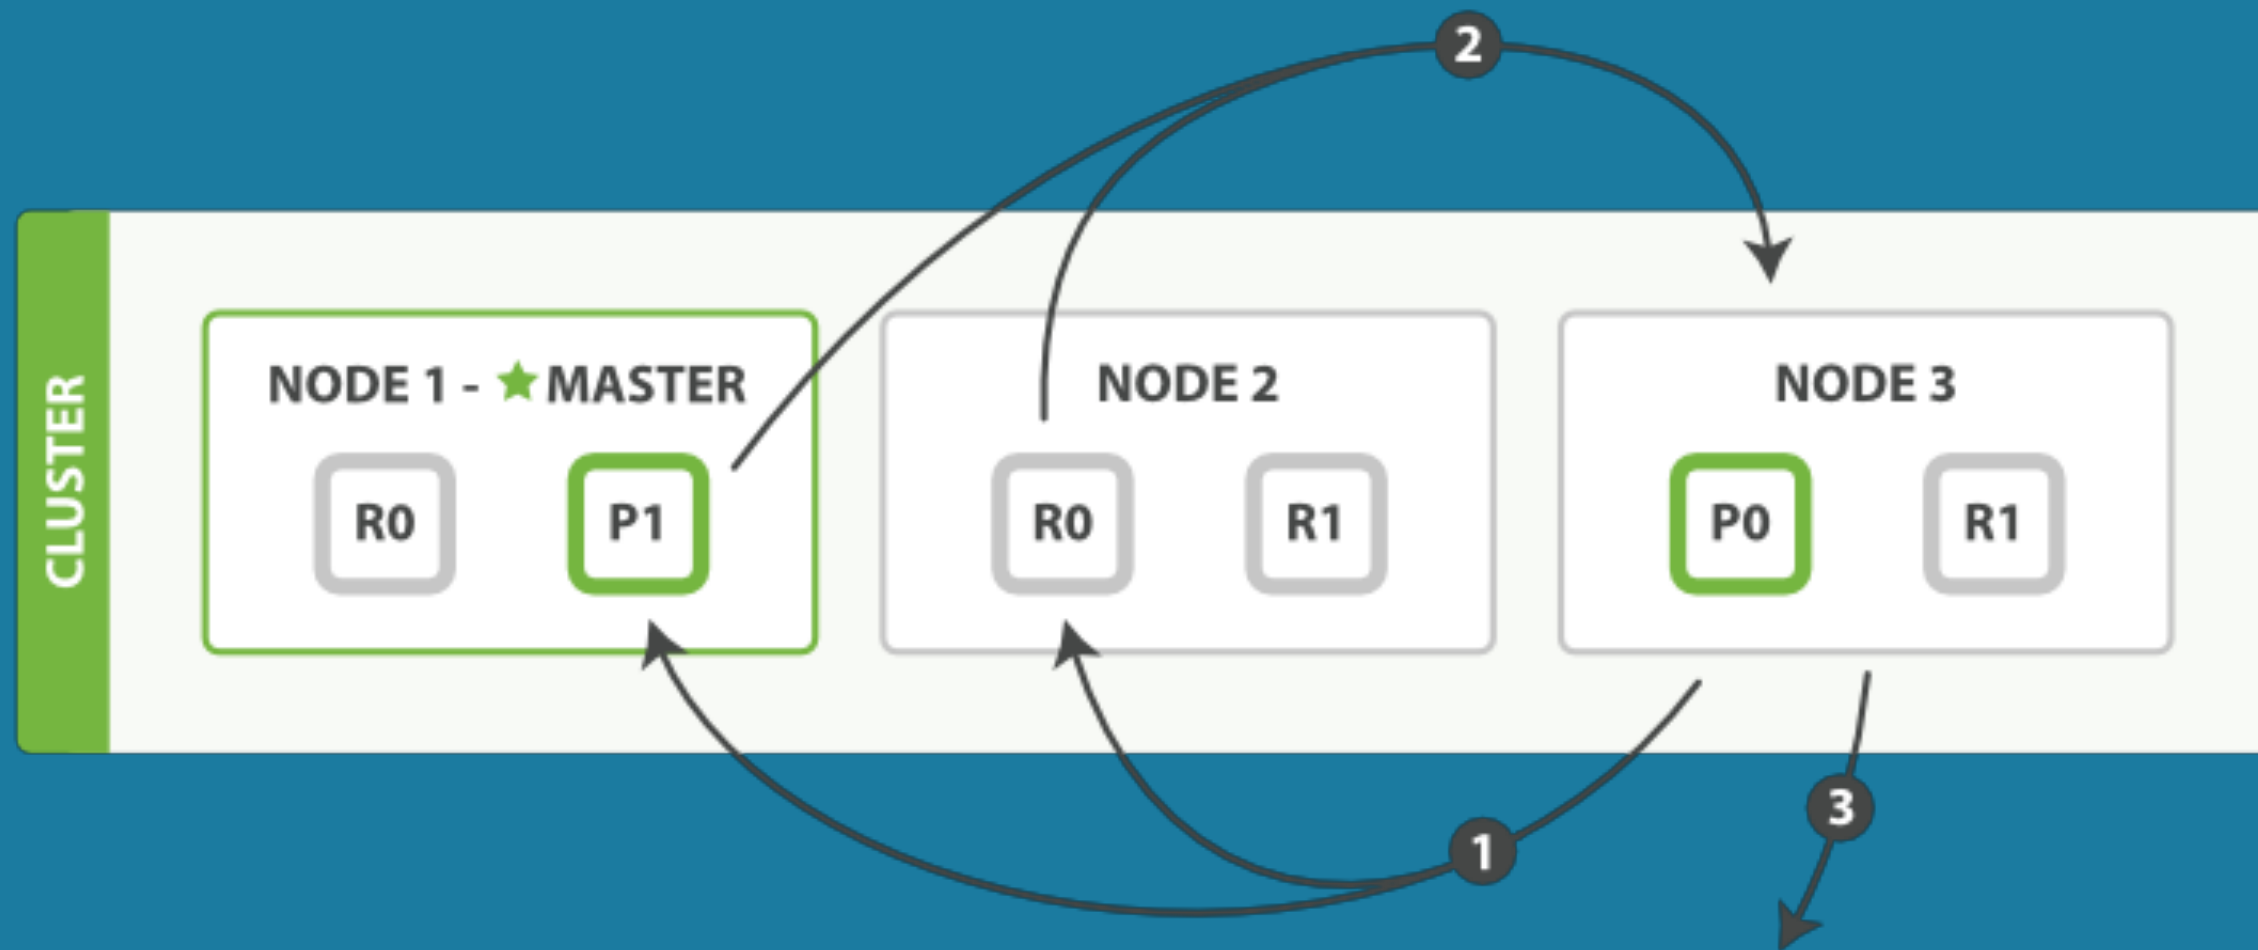 2
CLUSTER
NODE 1 - ★MASTER
R0
P1
NODE 2
R0
R1
NODE 3
P0
R1
1
3